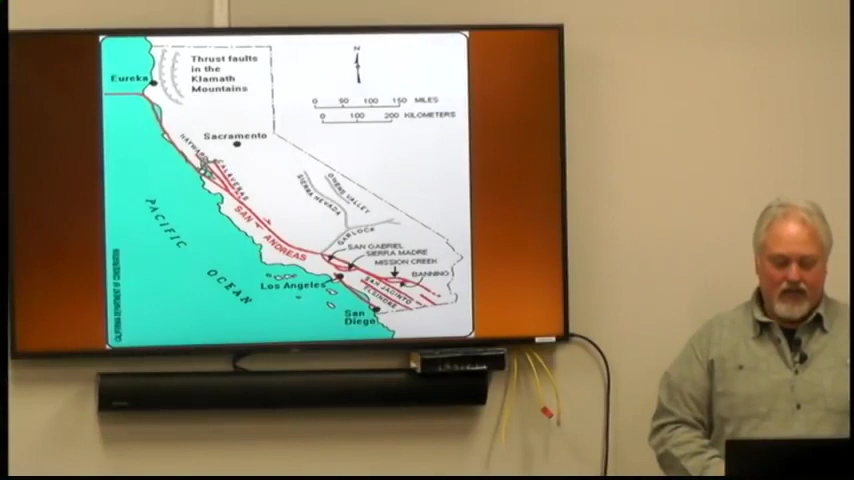 Thrust faults
in the
Klamath
Mountains
N
Eureka
0 50 100 150 MILES
0 100 200 KILOMETERS
Sacramento
HAYWARD
CALAVERAS
OWENS VALLEY
SIERRA NEVADA
PACIFIC
OCEAN
SAN
ANDREAS
GARLOCK
SAN GABRIEL
SIERRA MADRE
MISSION CREEK
BANNING
Los Angeles
SAN JACINTO
ELSINORE
San
Diego
CALIFORNIA DEPARTMENT OF CONSERVATION